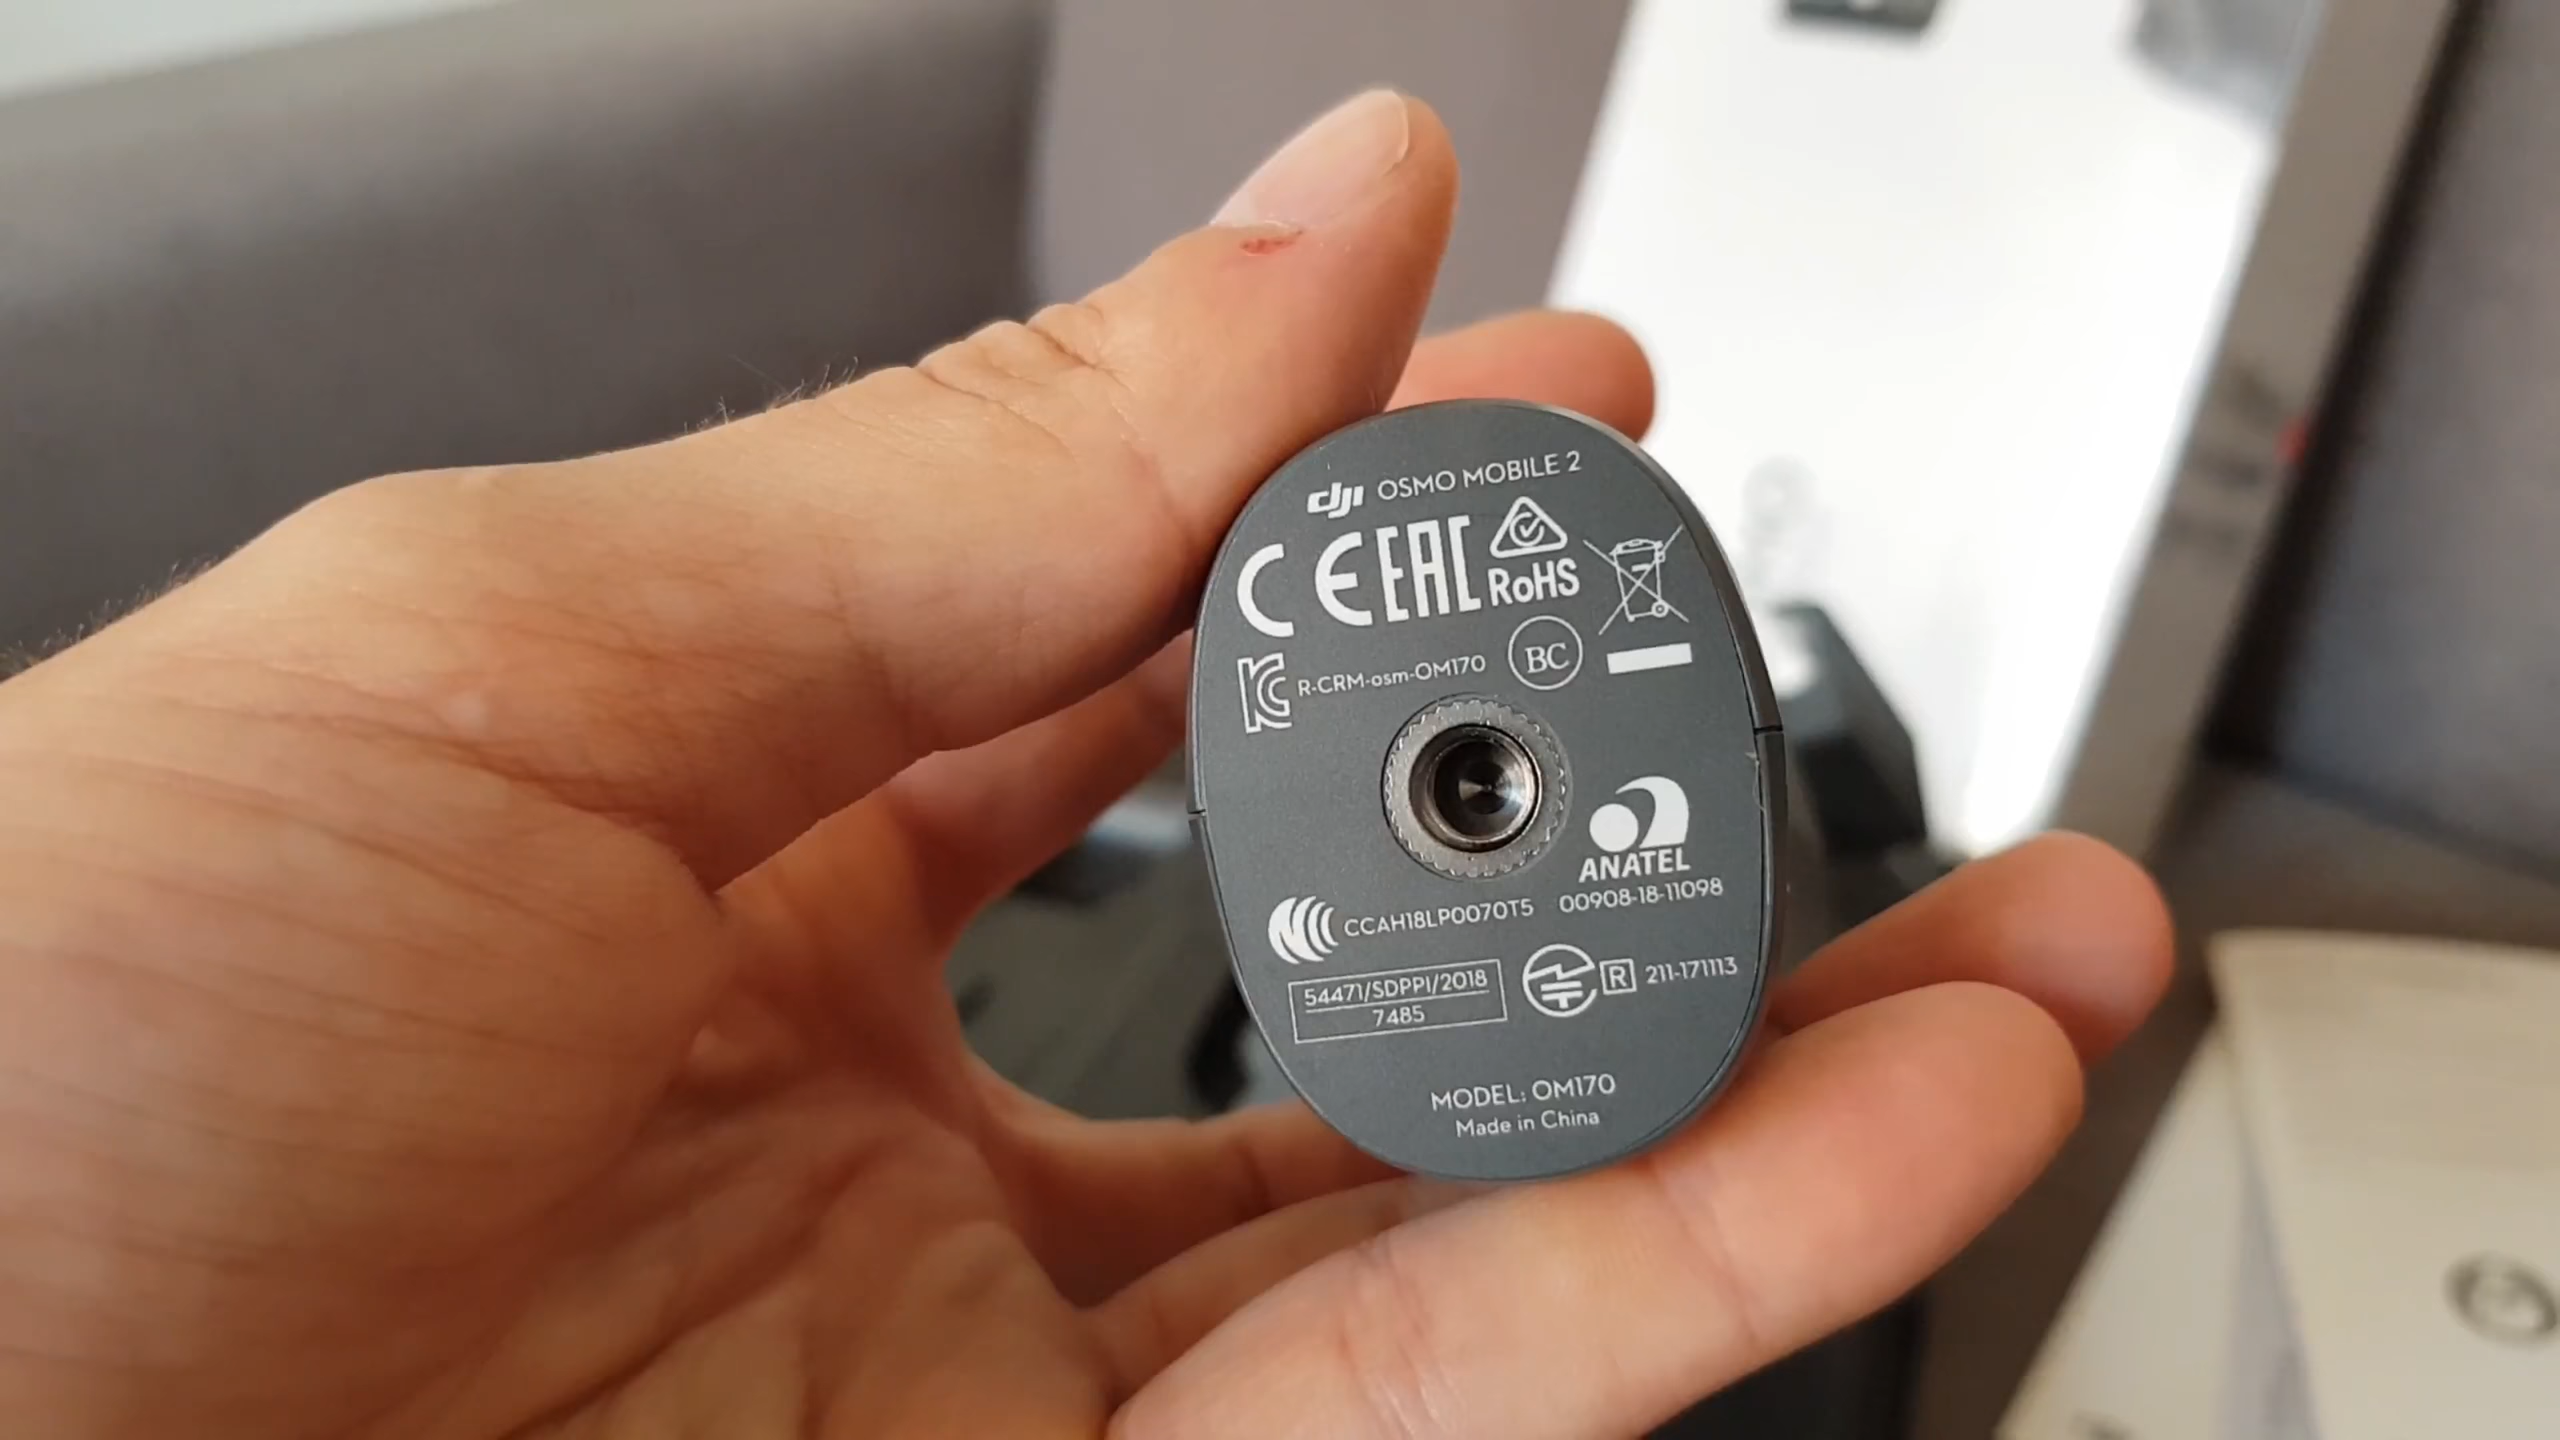 dji OSMO MOBILE 2
CE EAC RoHS
R-CRM-osm-OM170 BC
ANATEL
CCAH18LP0070T5 00908-18-11098
54471/SDPPI/2018
7485
R 211-171113
MODEL: OM170
Made in China